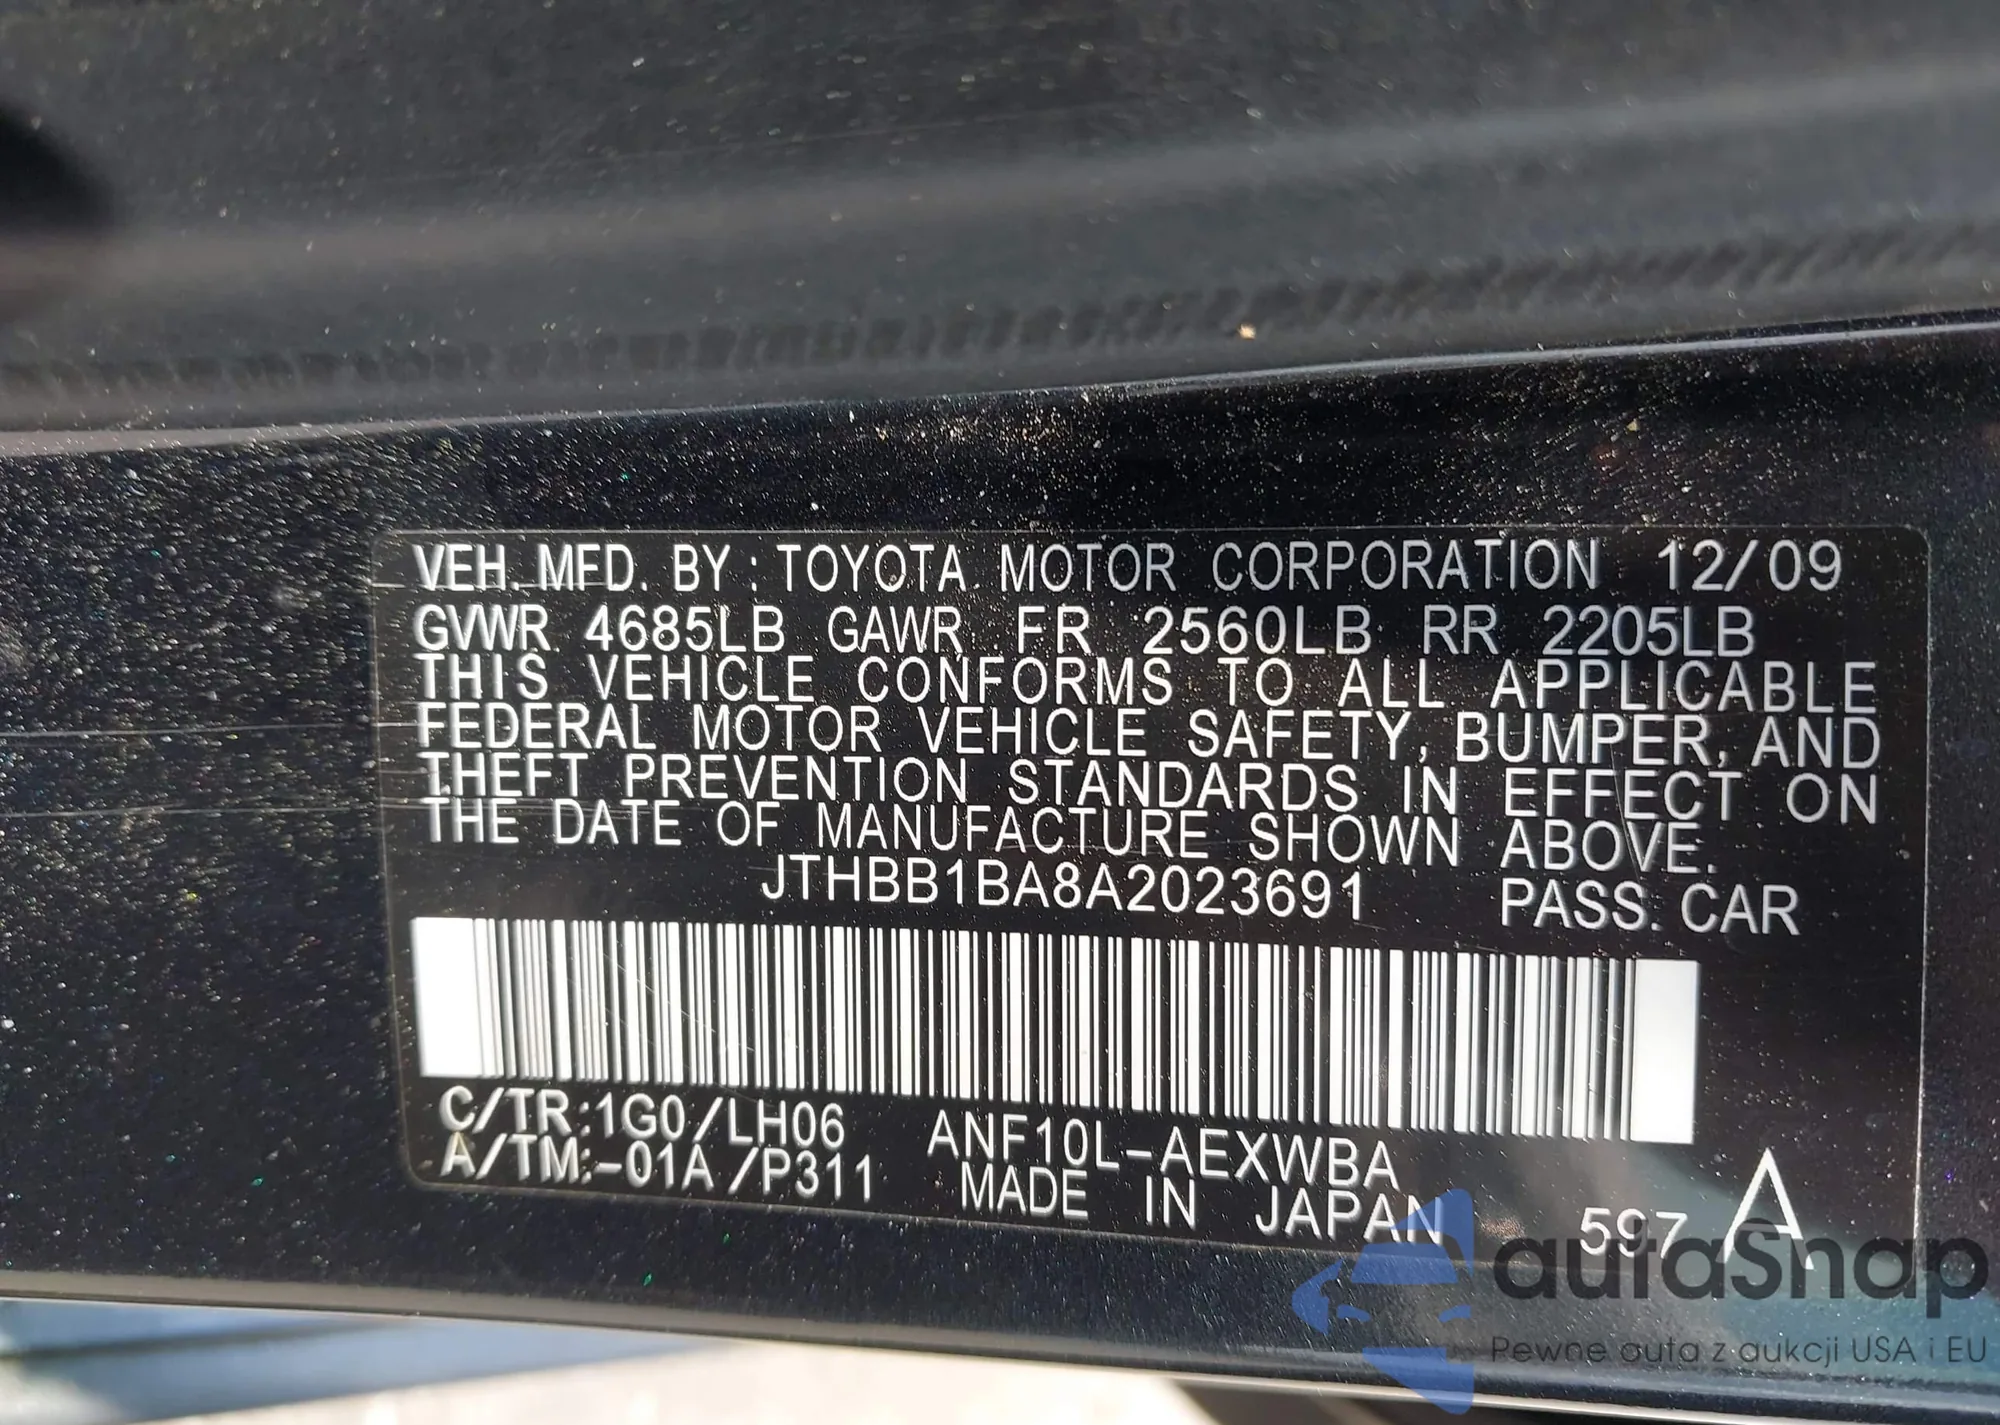 VEH. MFD. BY : TOYOTA MOTOR CORPORATION 12/09
GVWR 4685LB GAWR FR 2560LB RR 2205LB
THIS VEHICLE CONFORMS TO ALL APPLICABLE
FEDERAL MOTOR VEHICLE SAFETY, BUMPER, AND
THEFT PREVENTION STANDARDS IN EFFECT ON
THE DATE OF MANUFACTURE SHOWN ABOVE.
JTHBB1BA8A2023691 PASS. CAR
C/TR:1G0/LH06 ANF10L-AEXWBA
A/TM:-01A/P311 MADE IN JAPAN 597 A
autaSnap
Pewne auta z aukcji USA i EU